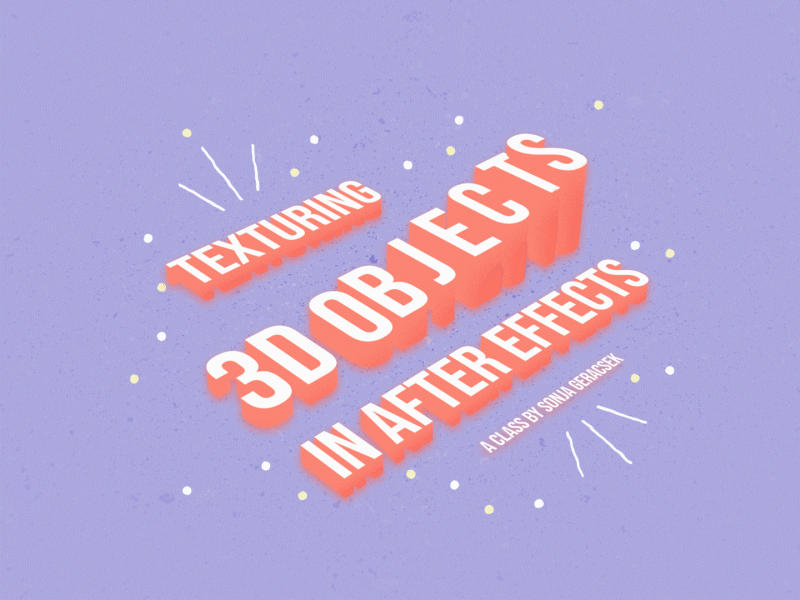 TEXTURING
3D OBJECTS
IN AFTER EFFECTS
A CLASS BY SONJA GERACSEK